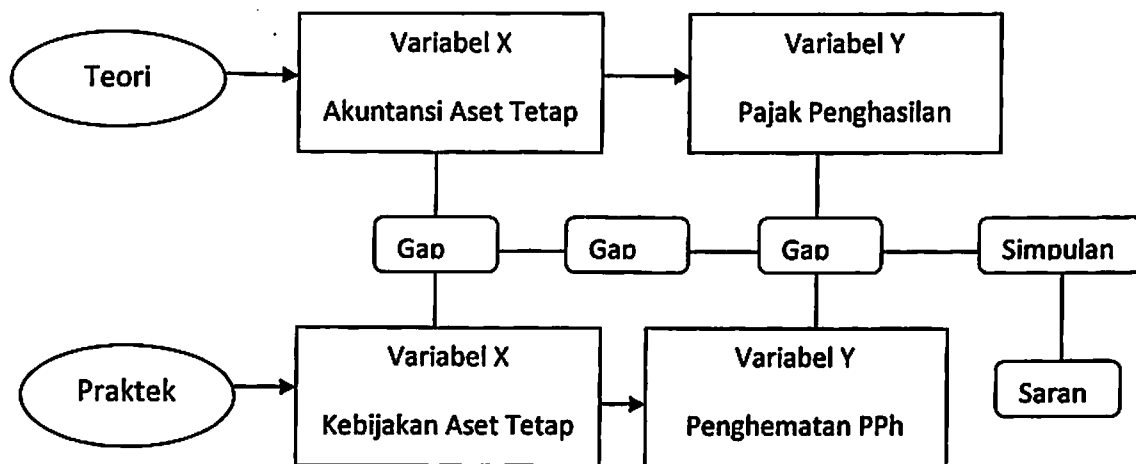 Teori
Variabel X
Akuntansi Aset Tetap
Variabel Y
Pajak Penghasilan
Gap
Gap
Gap
Simpulan
Praktek
Variabel X
Kebijakan Aset Tetap
Variabel Y
Penghematan PPh
Saran